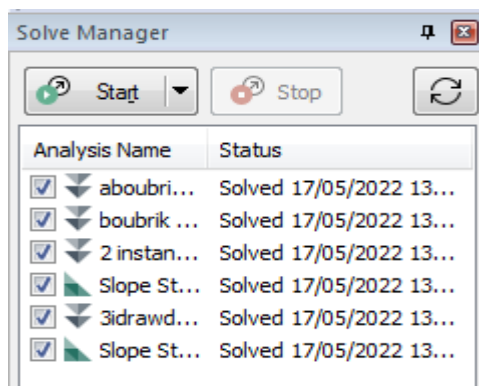 Solve Manager
Start Stop
Analysis Name Status
aboubri... Solved 17/05/2022 13...
boubrik ... Solved 17/05/2022 13...
2 instan... Solved 17/05/2022 13...
Slope St... Solved 17/05/2022 13...
3idrawd... Solved 17/05/2022 13...
Slope St... Solved 17/05/2022 13...